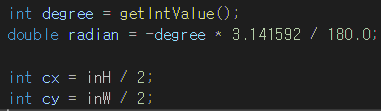 int degree = getIntValue();
double radian = -degree * 3.141592 / 180.0;
int cx = inH / 2;
int cy = inW / 2;